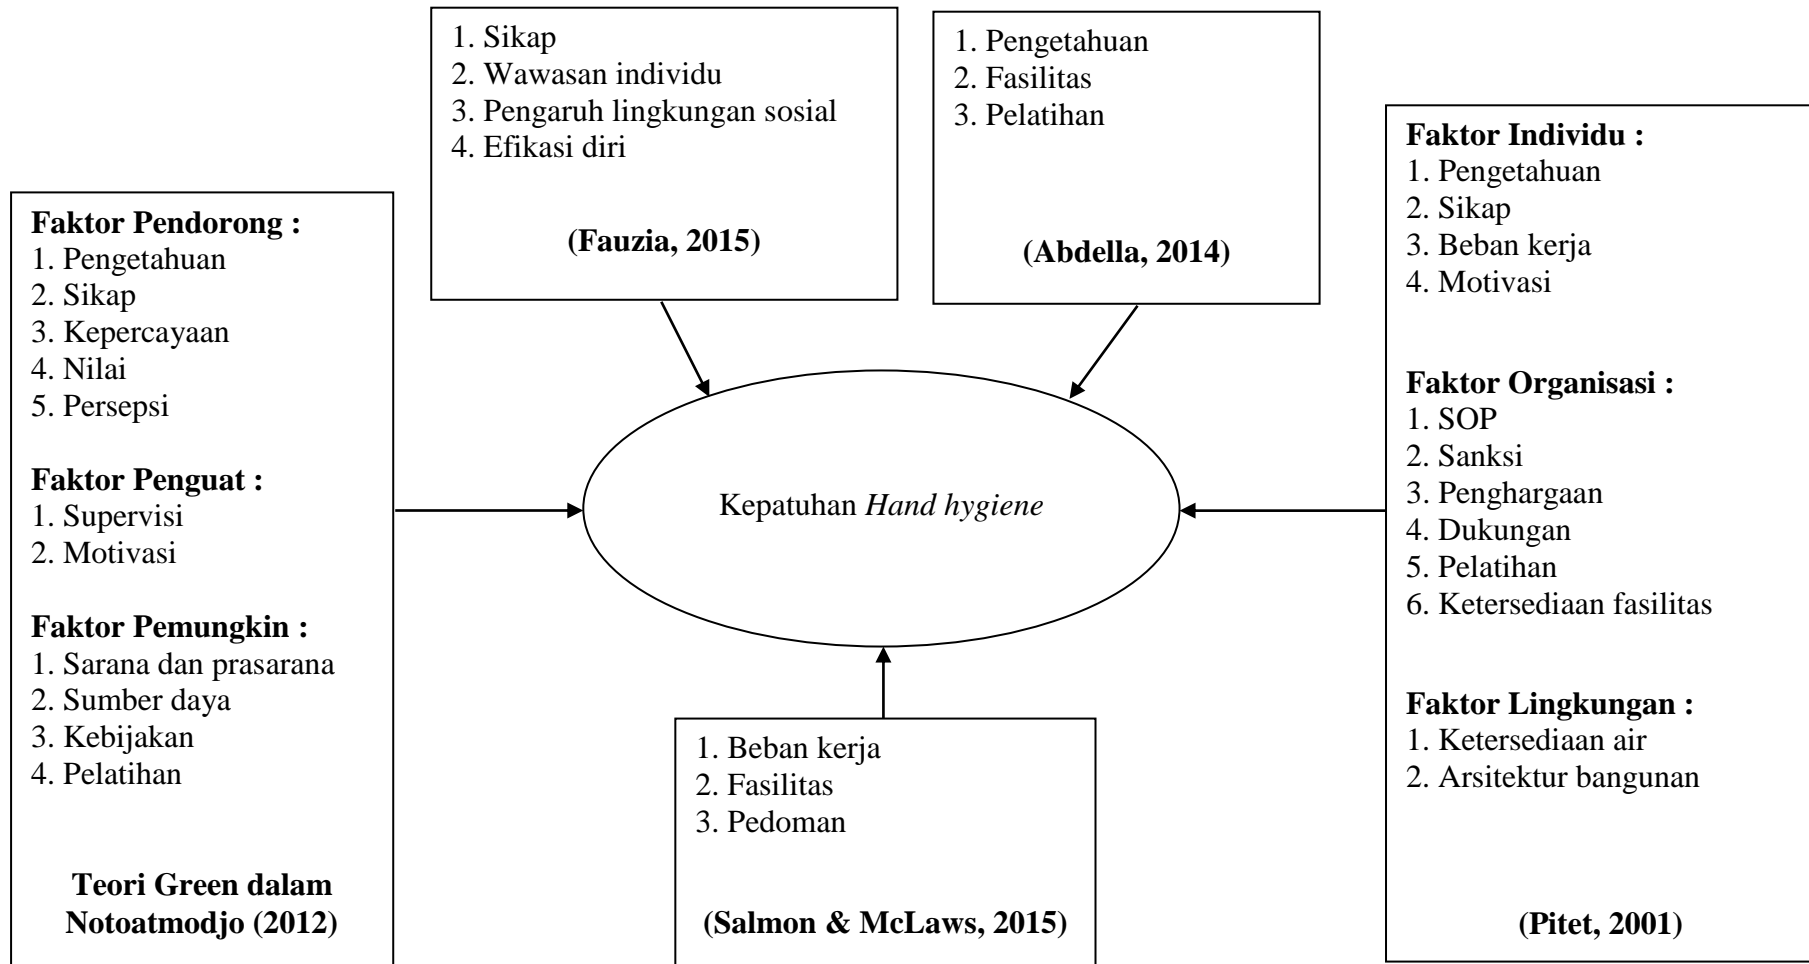 1. Sikap
2. Wawasan individu
3. Pengaruh lingkungan sosial
4. Efikasi diri
(Fauzia, 2015)
1. Pengetahuan
2. Fasilitas
3. Pelatihan
(Abdella, 2014)
Faktor Pendorong :
1. Pengetahuan
2. Sikap
3. Kepercayaan
4. Nilai
5. Persepsi
Faktor Penguat :
1. Supervisi
2. Motivasi
Faktor Pemungkin :
1. Sarana dan prasarana
2. Sumber daya
3. Kebijakan
4. Pelatihan
Teori Green dalam
Notoatmodjo (2012)
Kepatuhan Hand hygiene
1. Beban kerja
2. Fasilitas
3. Pedoman
(Salmon & McLaws, 2015)
Faktor Individu :
1. Pengetahuan
2. Sikap
3. Beban kerja
4. Motivasi
Faktor Organisasi :
1. SOP
2. Sanksi
3. Penghargaan
4. Dukungan
5. Pelatihan
6. Ketersediaan fasilitas
Faktor Lingkungan :
1. Ketersediaan air
2. Arsitektur bangunan
(Pitet, 2001)